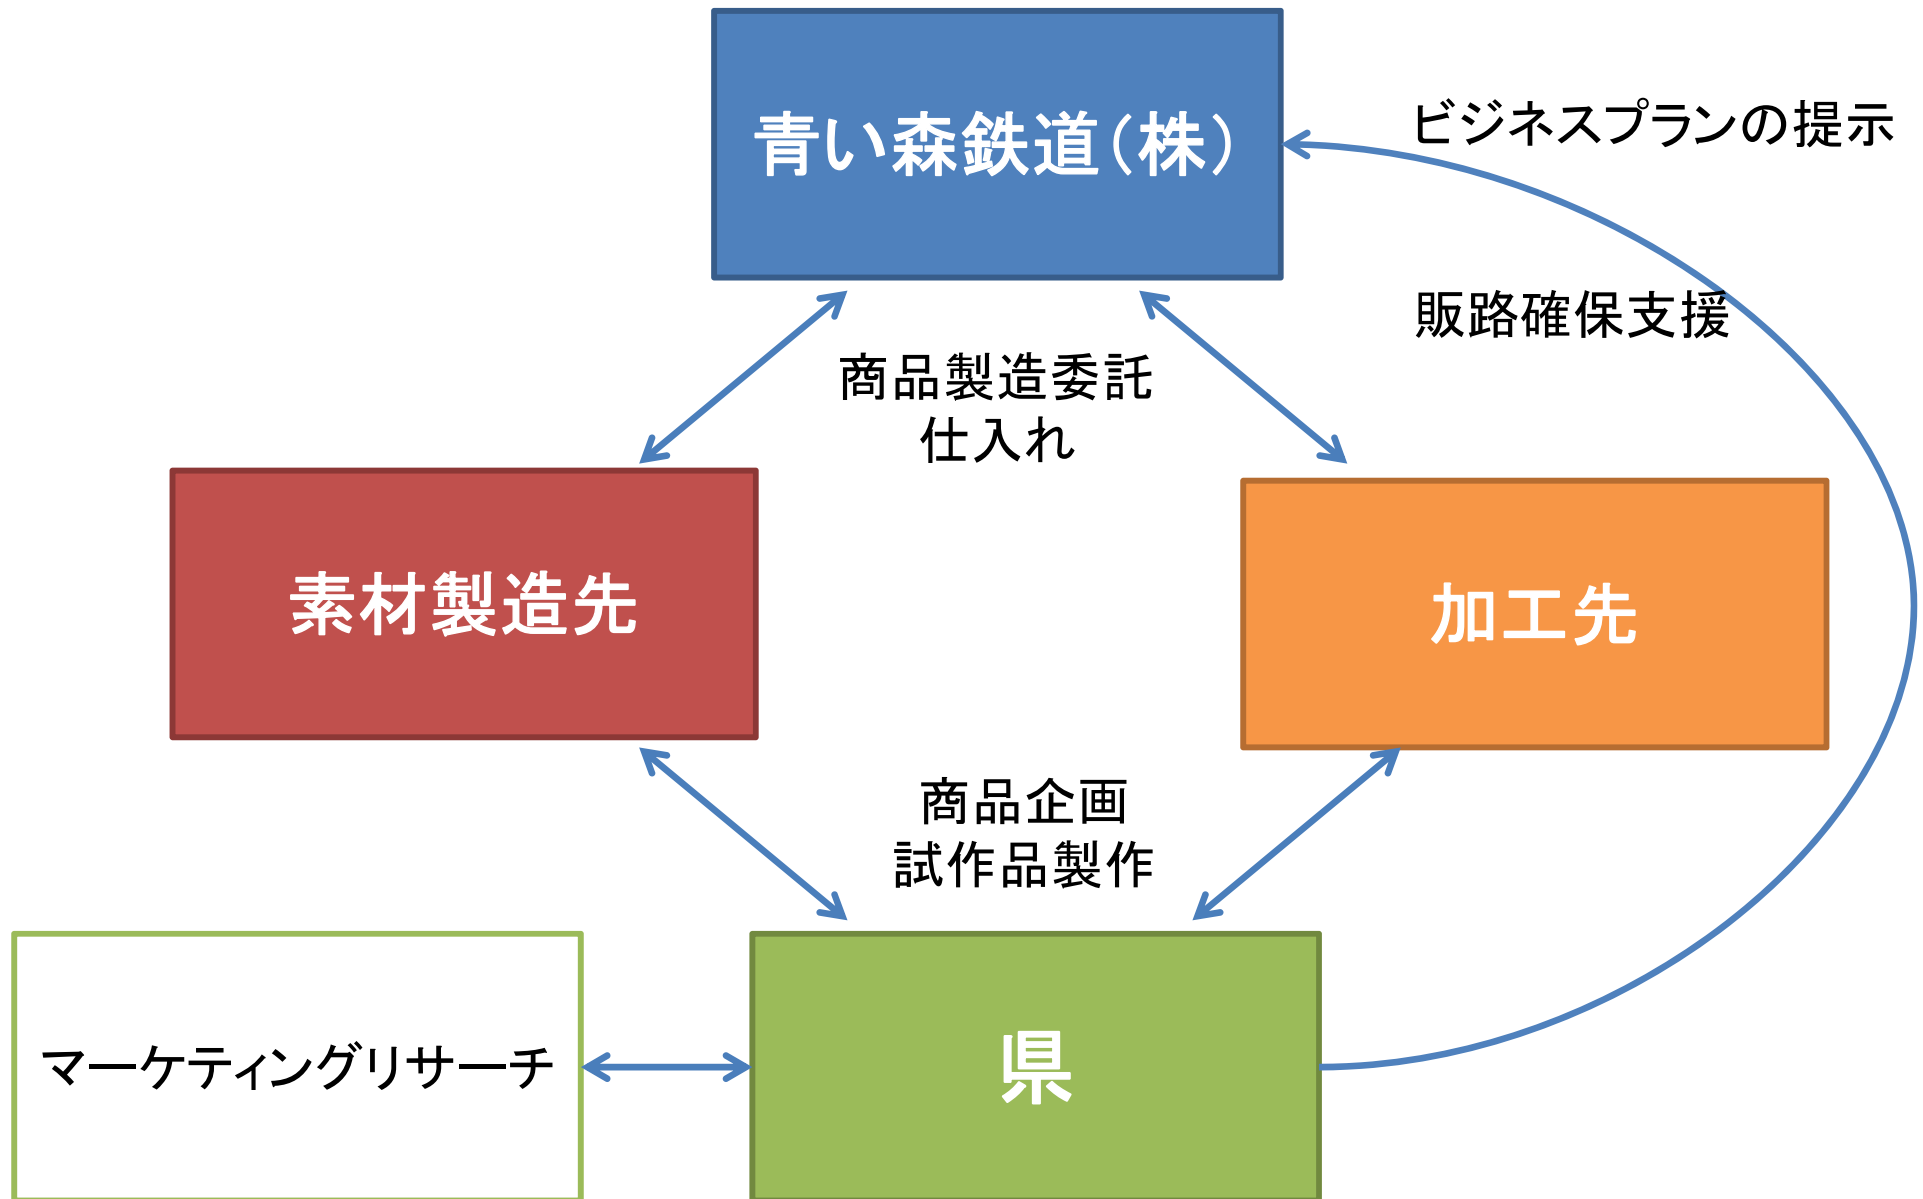 青い森鉄道（株）
ビジネスプランの提示
販路確保支援
商品製造委託
仕入れ
素材製造先
加工先
商品企画
試作品製作
マーケティングリサーチ
県